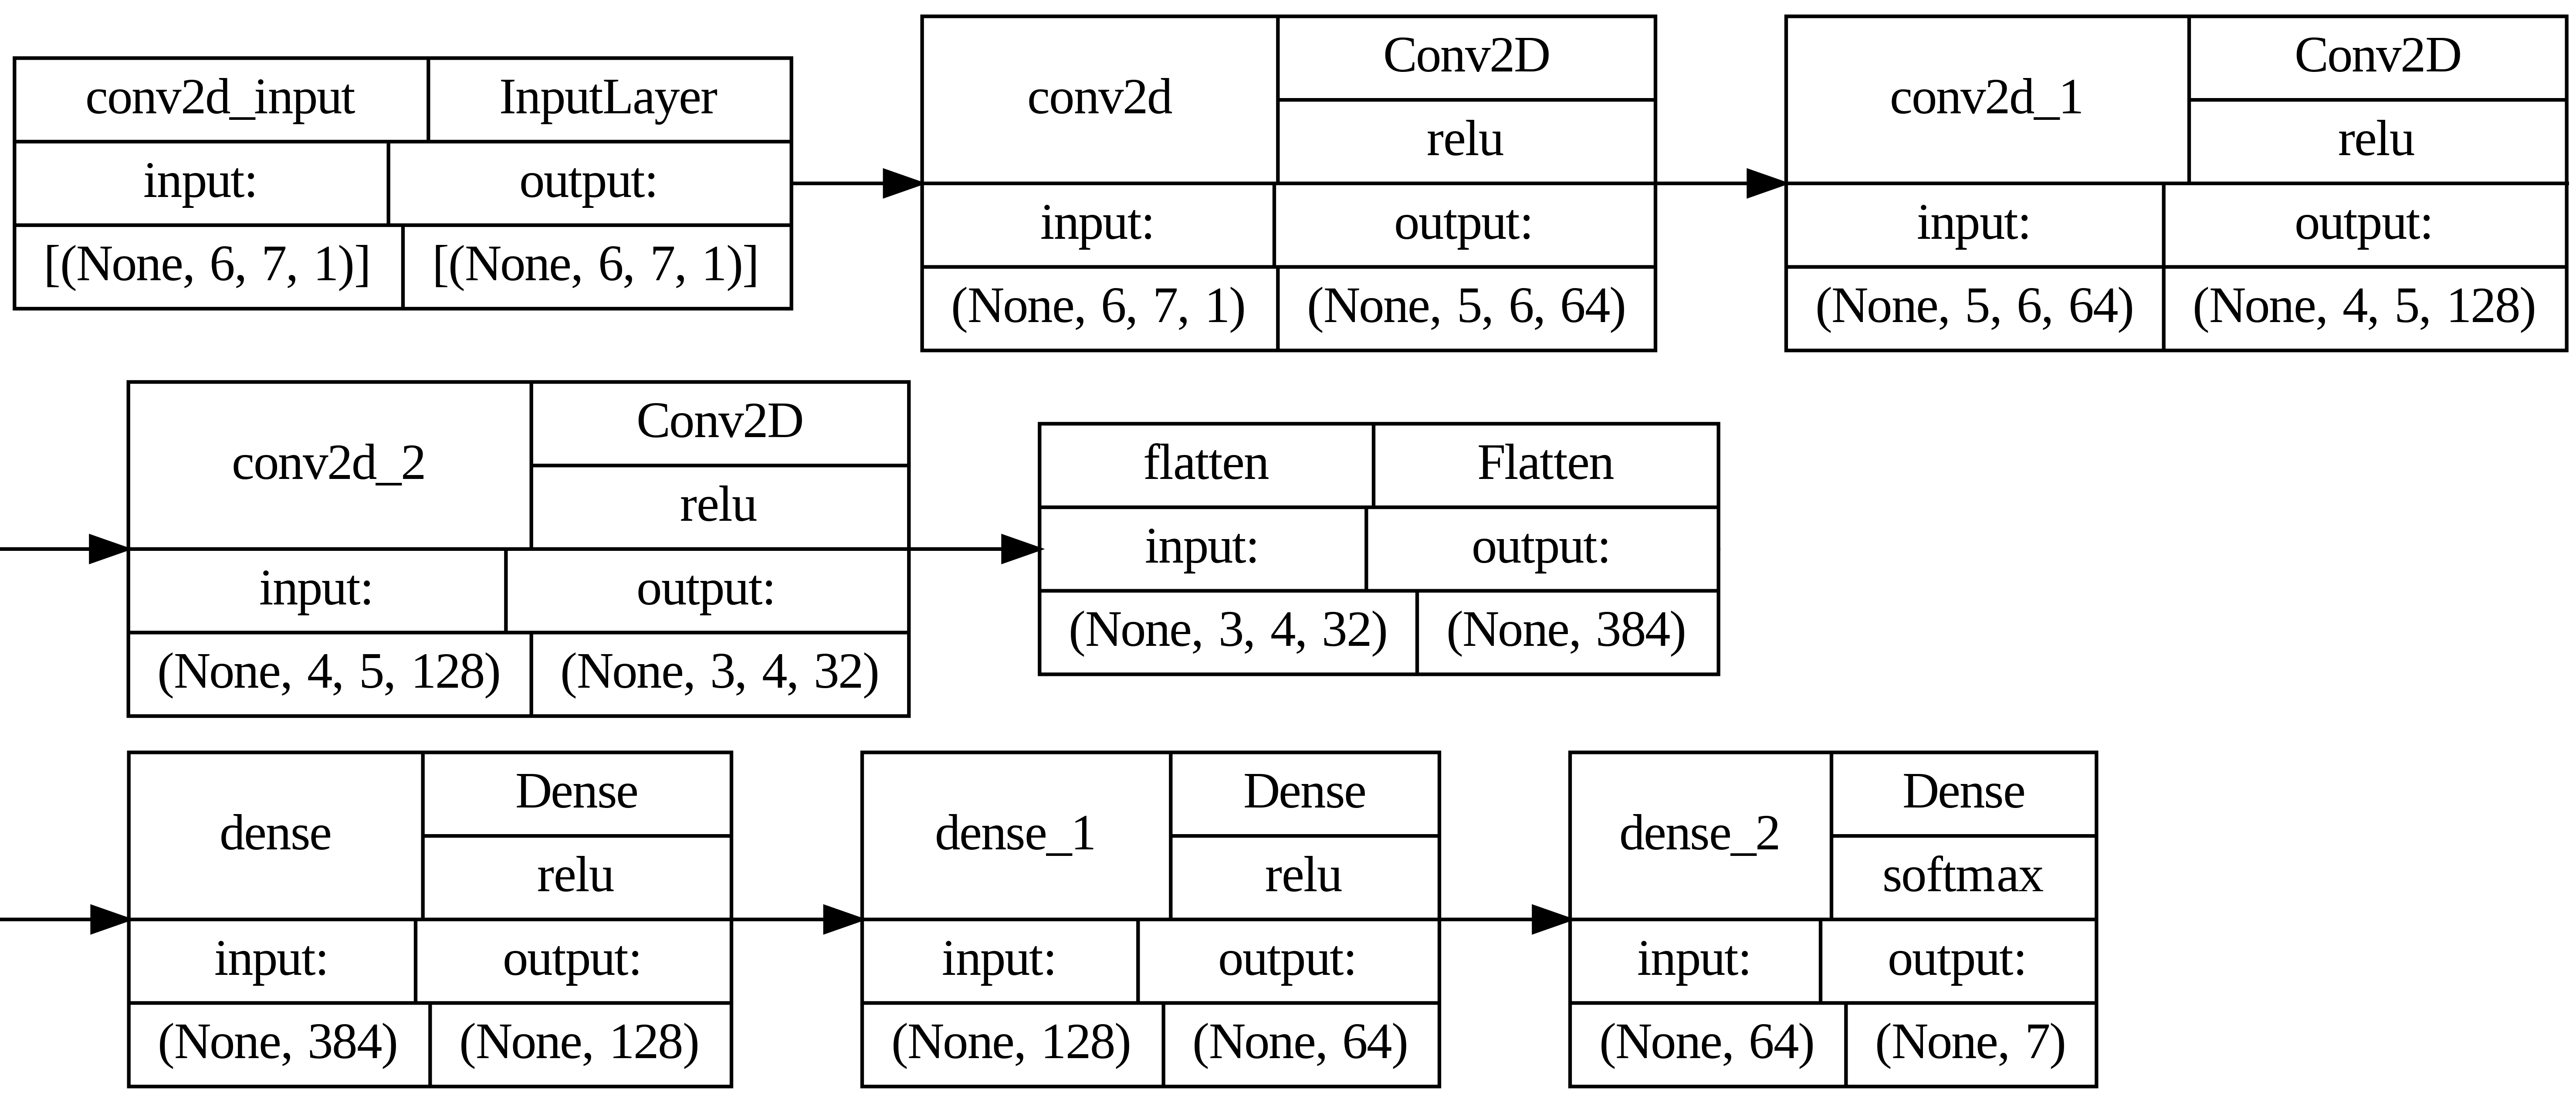 conv2d_input InputLayer
input: output:
[(None, 6, 7, 1)] [(None, 6, 7, 1)]
conv2d Conv2D
relu
input: output:
(None, 6, 7, 1) (None, 5, 6, 64)
conv2d_1 Conv2D
relu
input: output:
(None, 5, 6, 64) (None, 4, 5, 128)
conv2d_2 Conv2D
relu
input: output:
(None, 4, 5, 128) (None, 3, 4, 32)
flatten Flatten
input: output:
(None, 3, 4, 32) (None, 384)
dense Dense
relu
input: output:
(None, 384) (None, 128)
dense_1 Dense
relu
input: output:
(None, 128) (None, 64)
dense_2 Dense
softmax
input: output:
(None, 64) (None, 7)